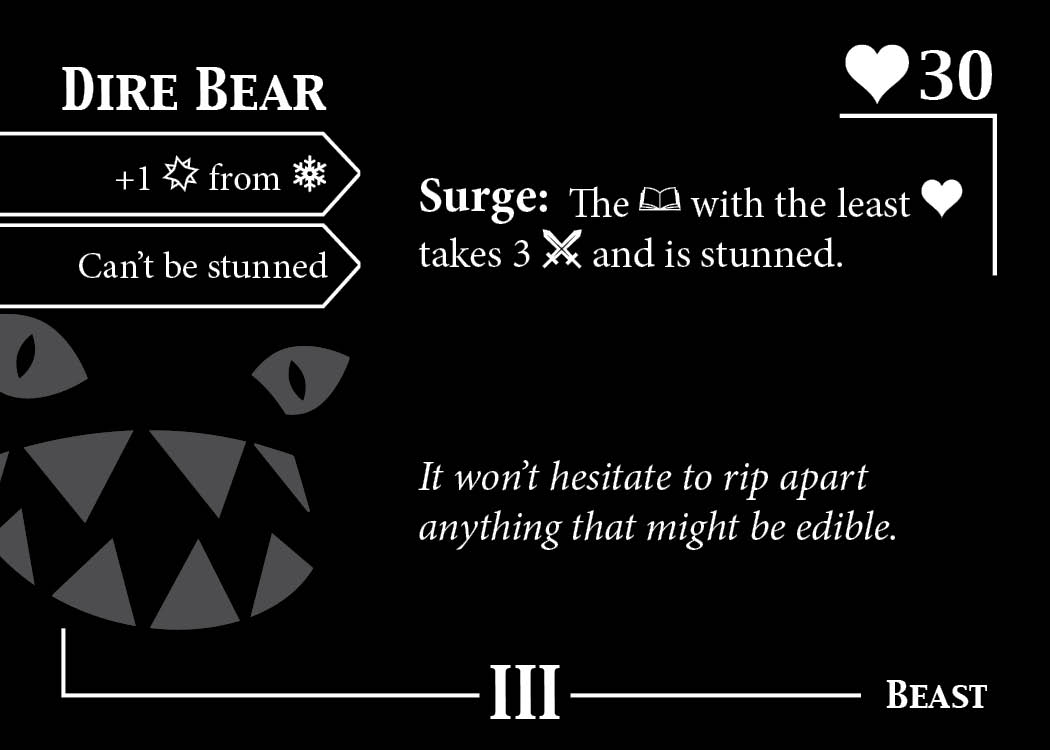 Dire Bear
30
+1 from
Can't be stunned
Surge: The with the least
takes 3 and is stunned.
It won't hesitate to rip apart
anything that might be edible.
III
Beast